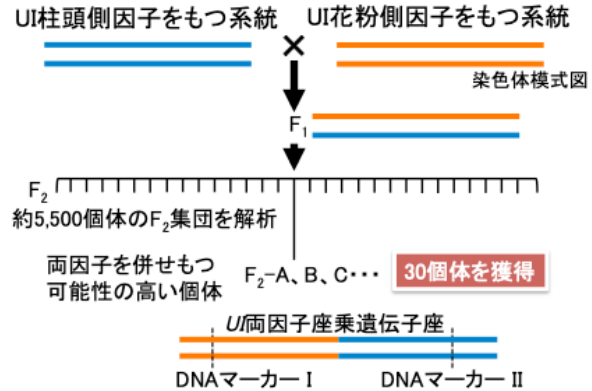 UI柱頭側因子をもつ系統
UI花粉側因子をもつ系統
×
染色体模式図
F1
F2
約5,500個体のF2集団を解析
両因子を併せもつ
可能性の高い個体
F2-A、B、C・・・
30個体を獲得
UI両因子座乗遺伝子座
DNAマーカー I
DNAマーカー II